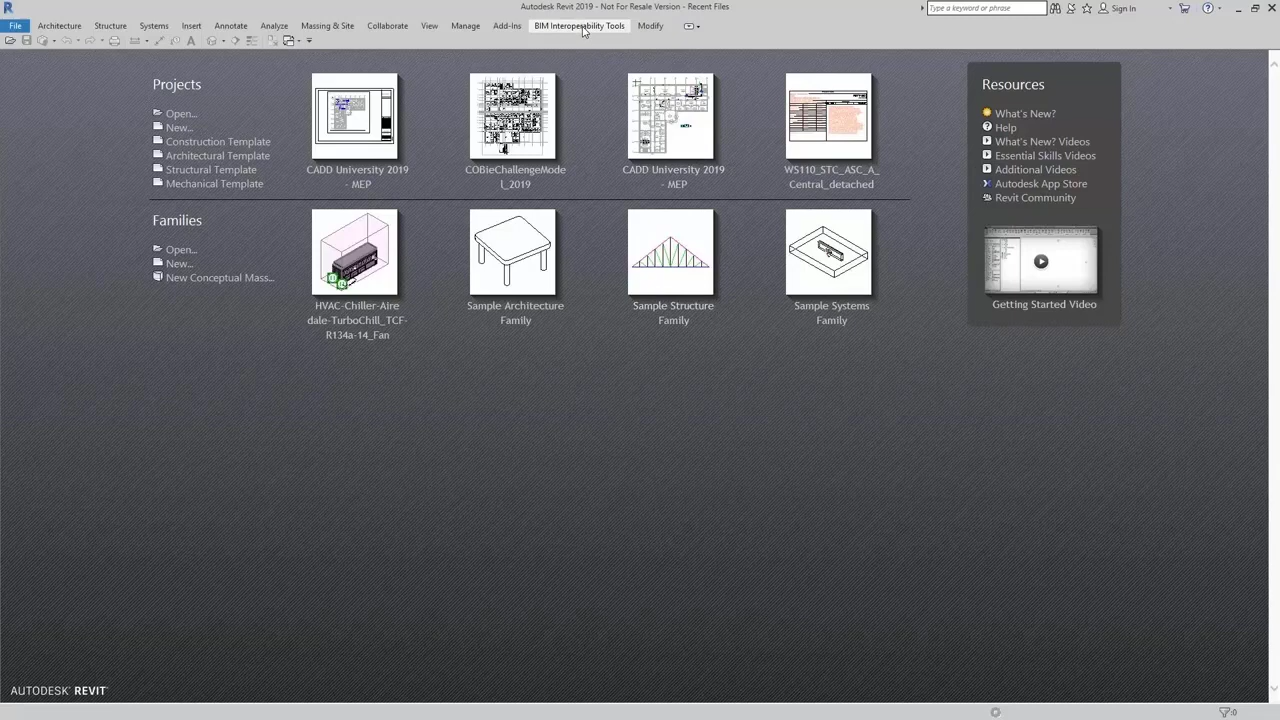 Autodesk Revit 2019 - Not For Resale Version - Recent Files
Type a keyword or phrase
Sign In
File Architecture Structure Systems Insert Annotate Analyze Massing & Site Collaborate View Manage Add-Ins BIM Interoperability Tools Modify
Projects
Open...
New...
Construction Template
Architectural Template
Structural Template
Mechanical Template
CADD University 2019
- MEP
COBieChallengeMode
l_2019
CADD University 2019
- MEP
WS110_STC_ASC_A_
Central_detached
Families
Open...
New...
New Conceptual Mass...
HVAC-Chiller-Aire
dale-TurboChill_TCF-
R134a-14_Fan
Sample Architecture
Family
Sample Structure
Family
Sample Systems
Family
Resources
What's New?
Help
What's New? Videos
Essential Skills Videos
Additional Videos
Autodesk App Store
Revit Community
Getting Started Video
AUTODESK® REVIT®
:0